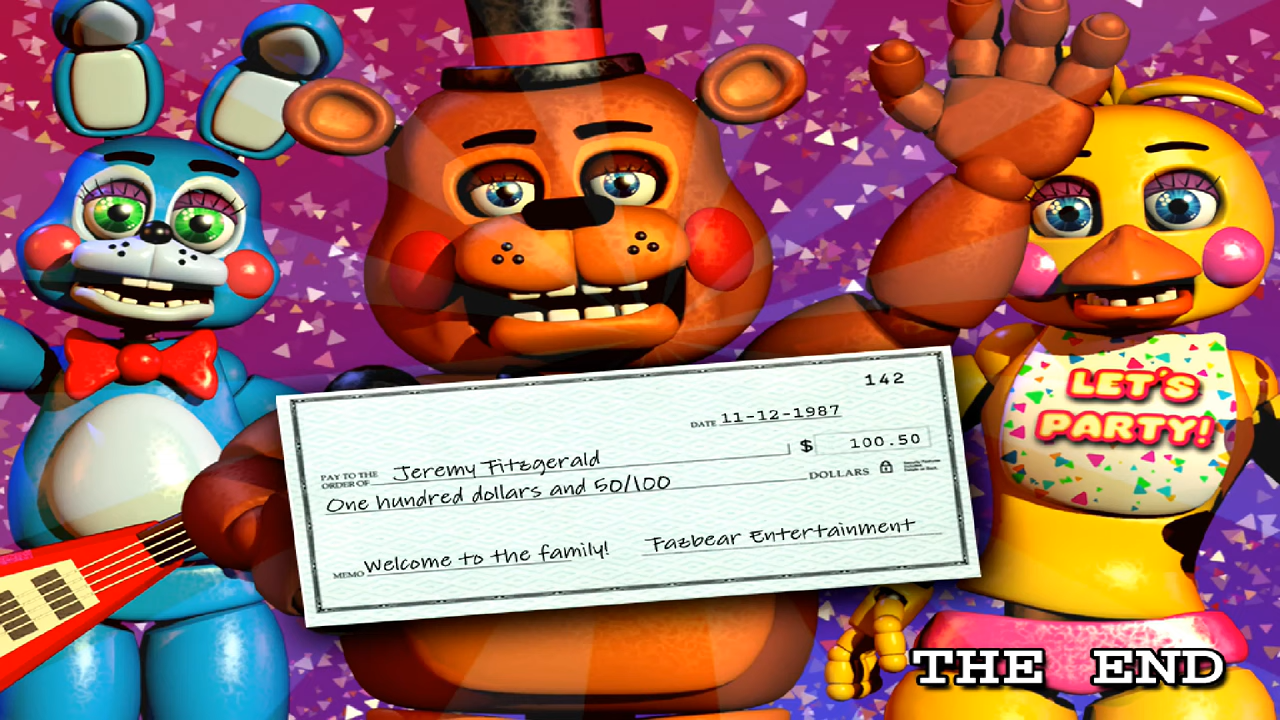 142
DATE 11-12-1987
PAY TO THE
ORDER OF Jeremy Fitzgerald $ 100.50
One hundred dollars and 50/100 DOLLARS
MEMO Welcome to the family! Fazbear Entertainment
LET'S
PARTY!
THE END